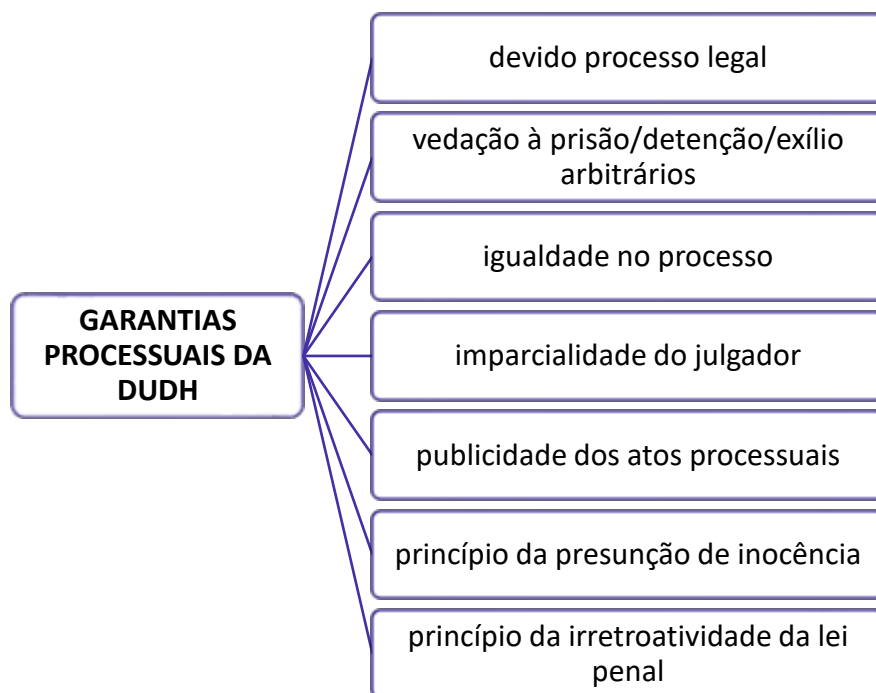 devido processo legal
vedação à prisão/detenção/exílio
arbitrários
igualdade no processo
GARANTIAS
PROCESSUAIS DA
DUDH
imparcialidade do julgador
publicidade dos atos processuais
princípio da presunção de inocência
princípio da irretroatividade da lei
penal